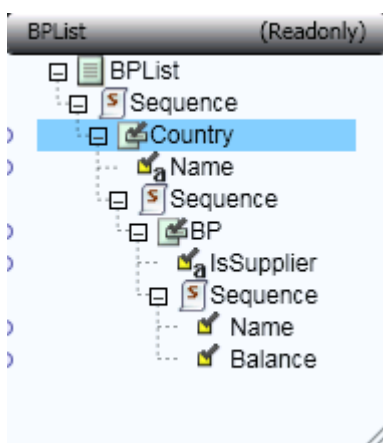 BPList (Readonly)
BPList
Sequence
Country
a Name
Sequence
BP
a IsSupplier
Sequence
Name
Balance